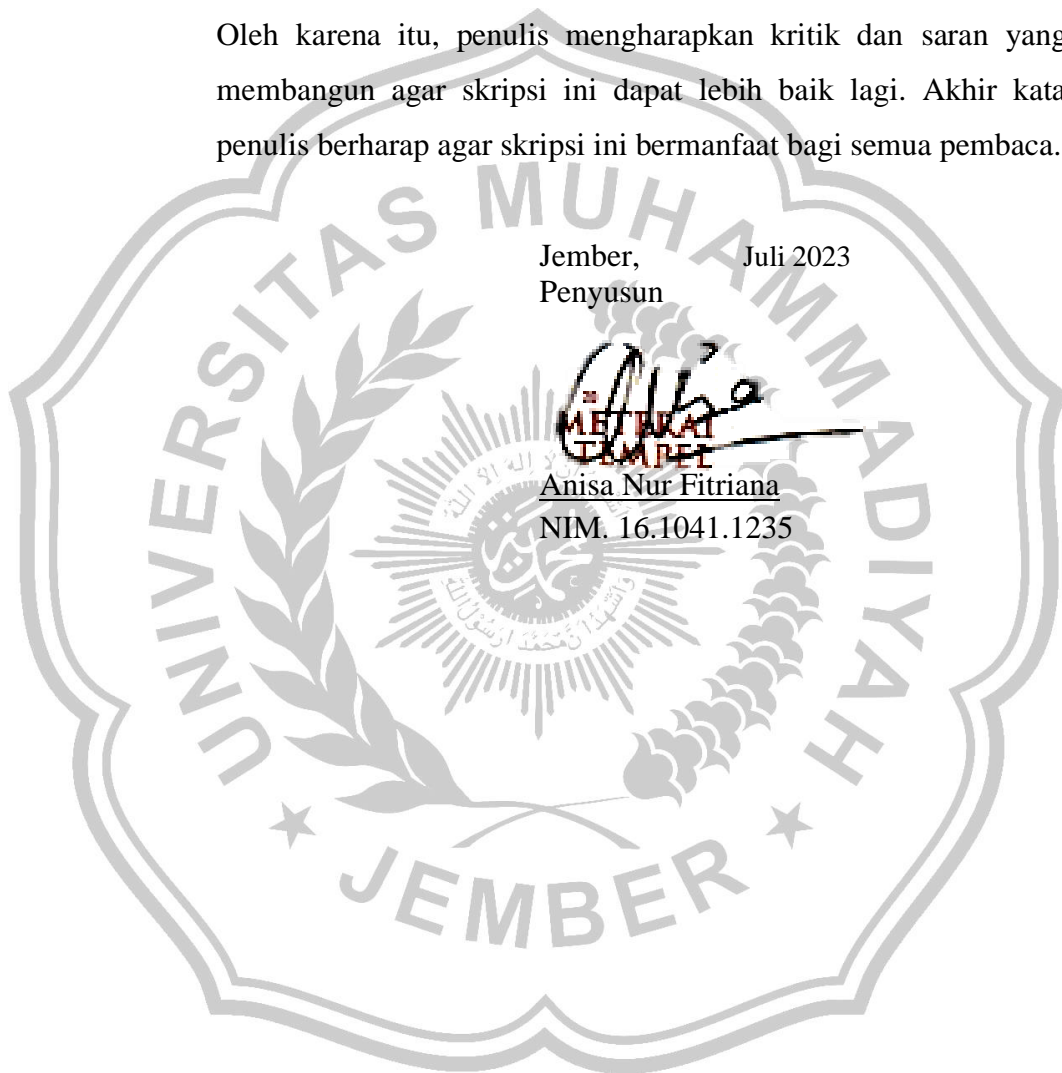 Oleh karena itu, penulis mengharapkan kritik dan saran yang
membangun agar skripsi ini dapat lebih baik lagi. Akhir kata
penulis berharap agar skripsi ini bermanfaat bagi semua pembaca.
Jember, Juli 2023
Penyusun
METERAI
TEMPEL
Anisa Nur Fitriana
NIM. 16.1041.1235
UNIVERSITAS MUHAMMADIYAH
JEMBER